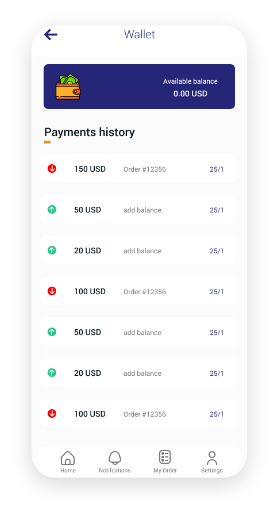 Wallet
Available balance
0.00 USD
Payments history
150 USD Order #12356 25/1
50 USD add balance 25/1
20 USD add balance 25/1
100 USD Order #12356 25/1
50 USD add balance 25/1
20 USD add balance 25/1
100 USD Order #12356 25/1
Home Notifcations My Order Settings